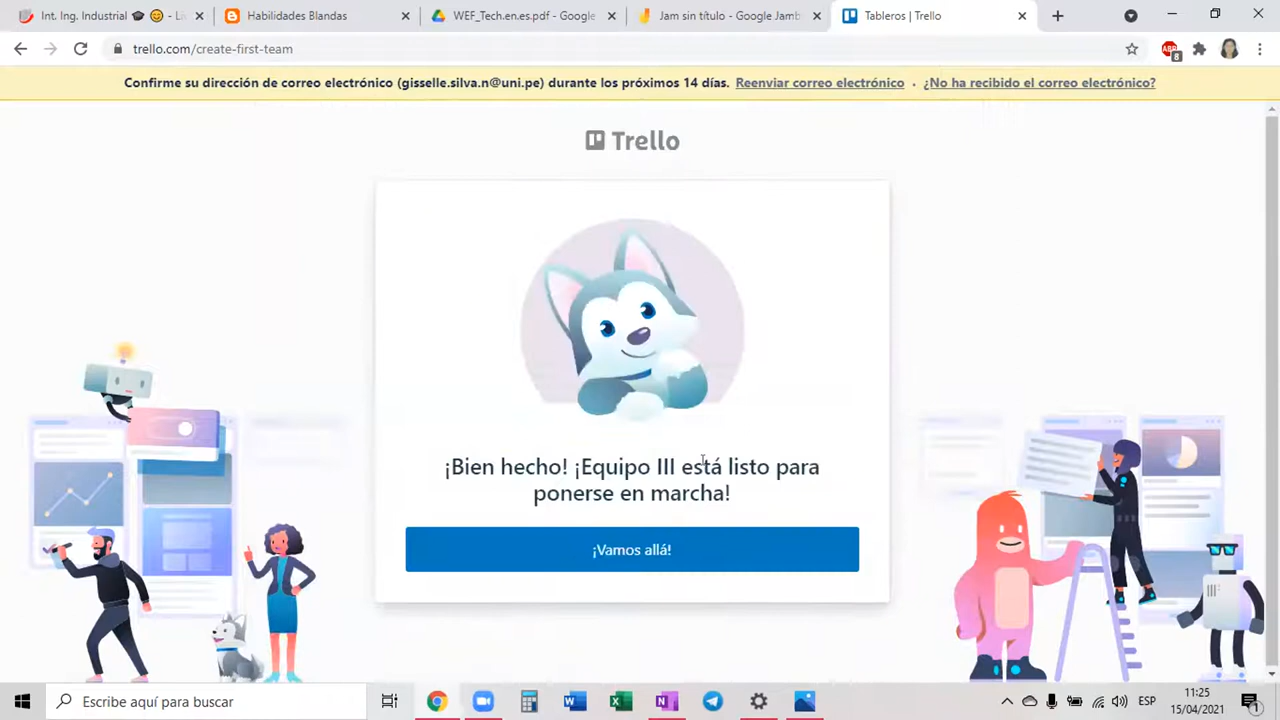 Int. Ing. Industrial 🎓 😊 - La
Habilidades Blandas
WEF_Tech.en.es.pdf - Google
Jam sin título - Google Jamb
Tableros | Trello
trello.com/create-first-team
8
Confirme su dirección de correo electrónico (gisselle.silva.n@uni.pe) durante los próximos 14 días. Reenviar correo electrónico · ¿No ha recibido el correo electrónico?
Trello
¡Bien hecho! ¡Equipo III está listo para
ponerse en marcha!
¡Vamos allá!
Escribe aquí para buscar
ESP
11:25
15/04/2021
1